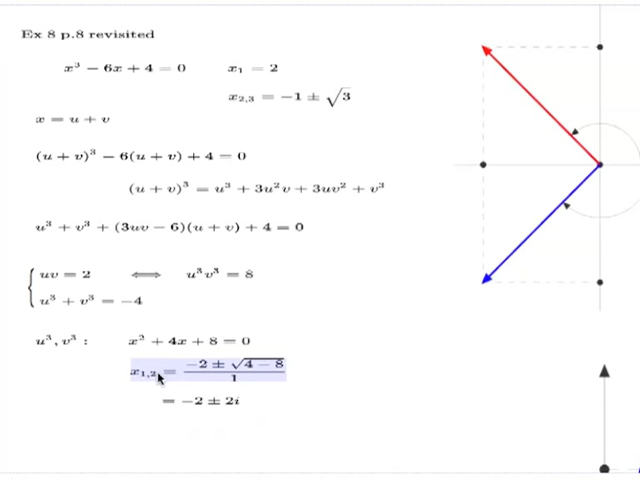 Ex 8 p.8 revisited
x³ − 6x + 4 = 0 x₁ = 2
x₂,₃ = −1 ± √3
x = u + v
(u + v)³ − 6(u + v) + 4 = 0
(u + v)³ = u³ + 3u²v + 3uv² + v³
u³ + v³ + (3uv − 6)(u + v) + 4 = 0
{ uv = 2 ⟺ u³v³ = 8
u³ + v³ = −4
u³, v³ : x² + 4x + 8 = 0
x₁,₂ = (−2 ± √(4 − 8))/1
= −2 ± 2i